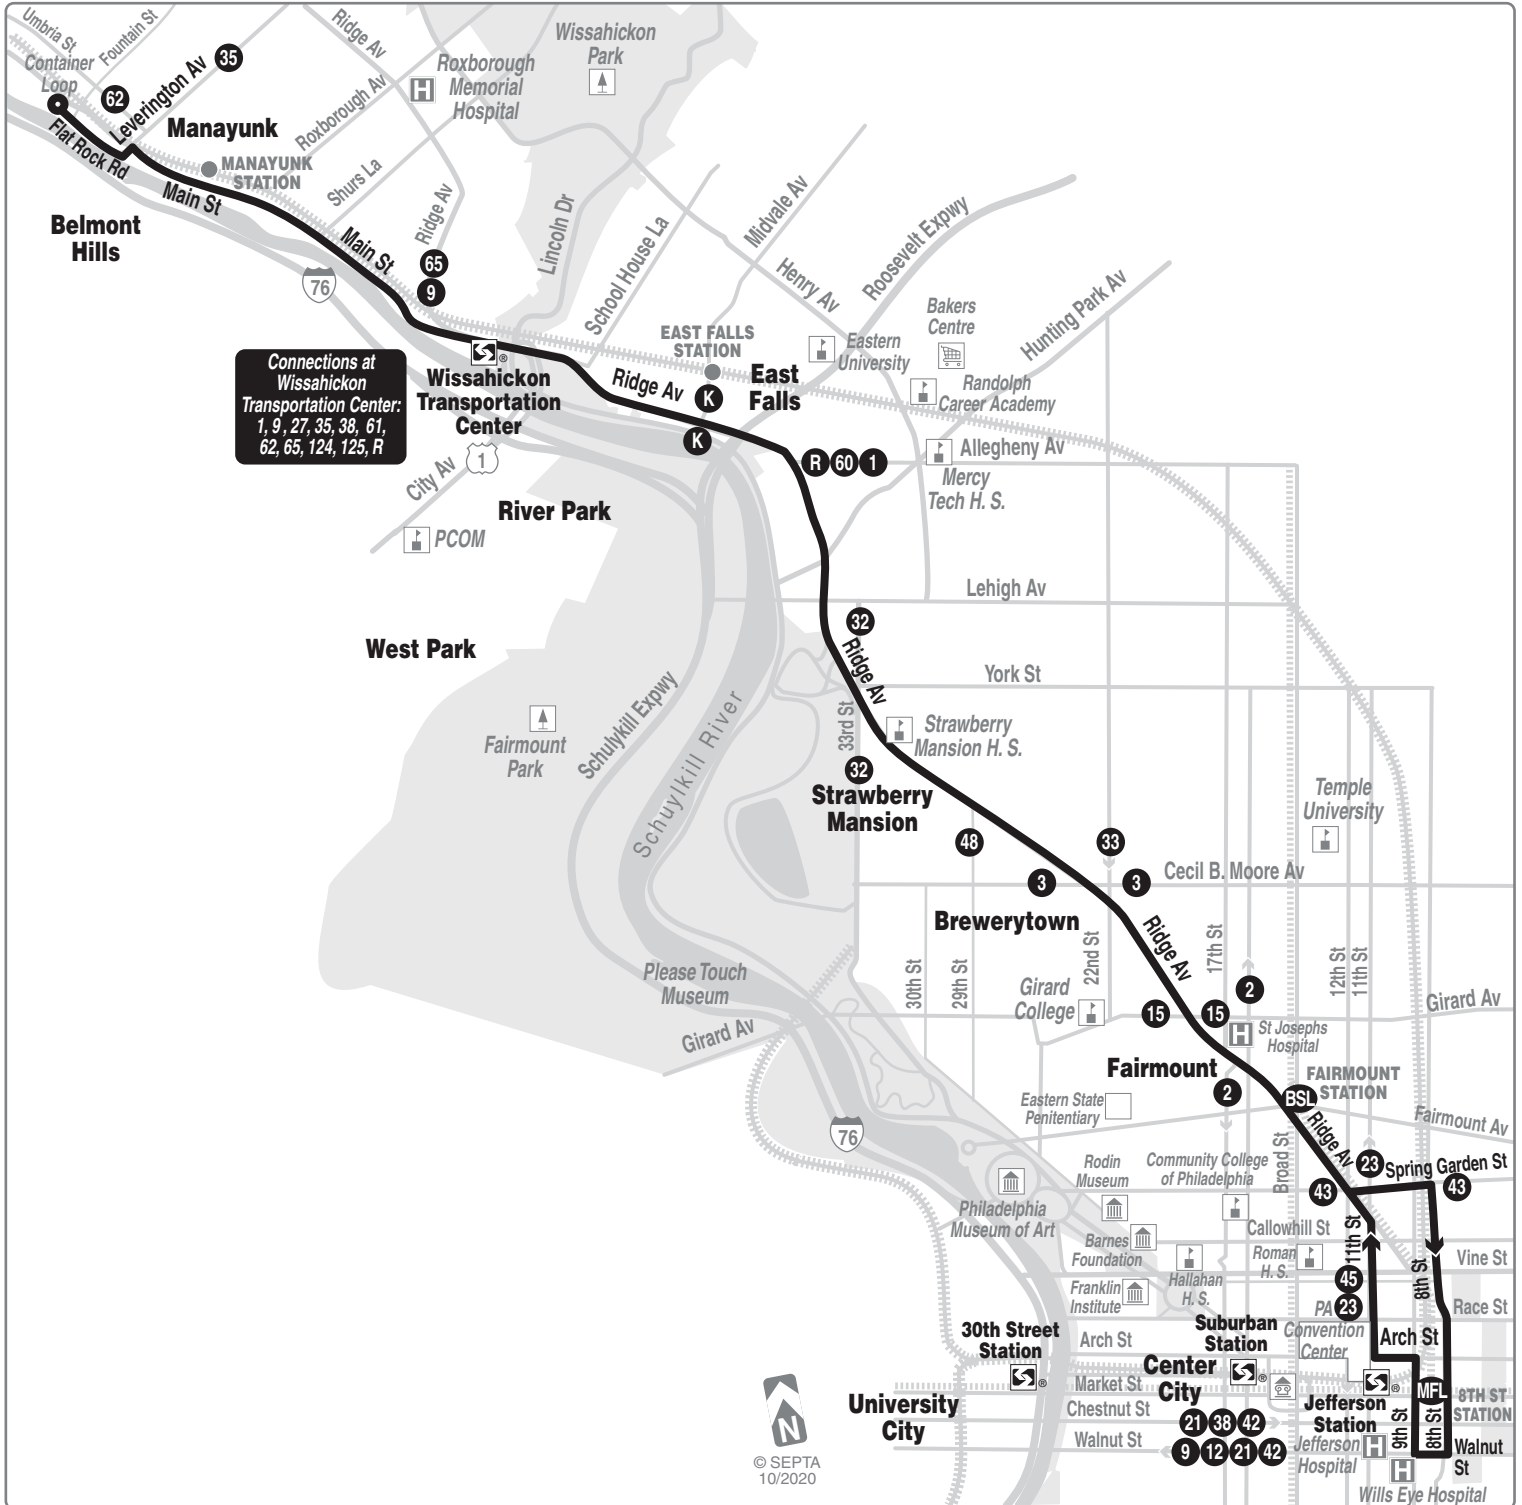 Umbria St
Fountain St
Container
Loop
62
35
Leverington Av
Flat Rock Rd
Manayunk
MANAYUNK
STATION
Main St
Belmont
Hills
Ridge Av
Roxborough Av
Shurs La
H
Roxborough
Memorial
Hospital
Wissahickon
Park
Ridge Av
65
9
Main St
76
Lincoln Dr
School House La
Midvale Av
Henry Av
Roosevelt Expwy
Hunting Park Av
Bakers
Centre
Eastern
University
EAST FALLS
STATION
East
Falls
Randolph
Career Academy
Connections at
Wissahickon
Transportation Center:
1, 9 , 27, 35, 38, 61,
62, 65, 124, 125, R
®
Wissahickon
Transportation
Center
Ridge Av
K
K
R 60 1
Allegheny Av
Mercy
Tech H. S.
City Av
1
PCOM
River Park
West Park
Lehigh Av
32
Ridge Av
York St
33rd St
Strawberry
Mansion H. S.
32
Strawberry
Mansion
Fairmount
Park
Schulykill Expwy
Schuylkill River
Temple
University
48
33
3
3
Cecil B. Moore Av
Brewerytown
Ridge Av
30th St
29th St
22nd St
17th St
12th St
11th St
2
Please Touch
Museum
Girard Av
Girard
College
15
15
Girard Av
H
St Josephs
Hospital
Fairmount
2
FAIRMOUNT
STATION
BSL
Eastern State
Penitentiary
76
Ridge Av
Fairmount Av
Broad St
23
Spring Garden St
43
43
Rodin
Museum
Community College
of Philadelphia
Philadelphia
Museum of Art
Barnes
Foundation
Callowhill St
11th St
Roman
H. S.
Hallahan
H. S.
Franklin
Institute
Vine St
8th St
45
PA 23
Convention
Center
Race St
30th Street
Station
®
Arch St
Suburban
Station
®
Arch St
Center
City
Market St
Jefferson
Station
®
MFL
8TH ST
STATION
University
City
Chestnut St
21 38 42
Walnut St
9 12 21 42
Jefferson
Hospital
H
9th St
8th St
Walnut
St
H
Wills Eye Hospital
N
© SEPTA
10/2020